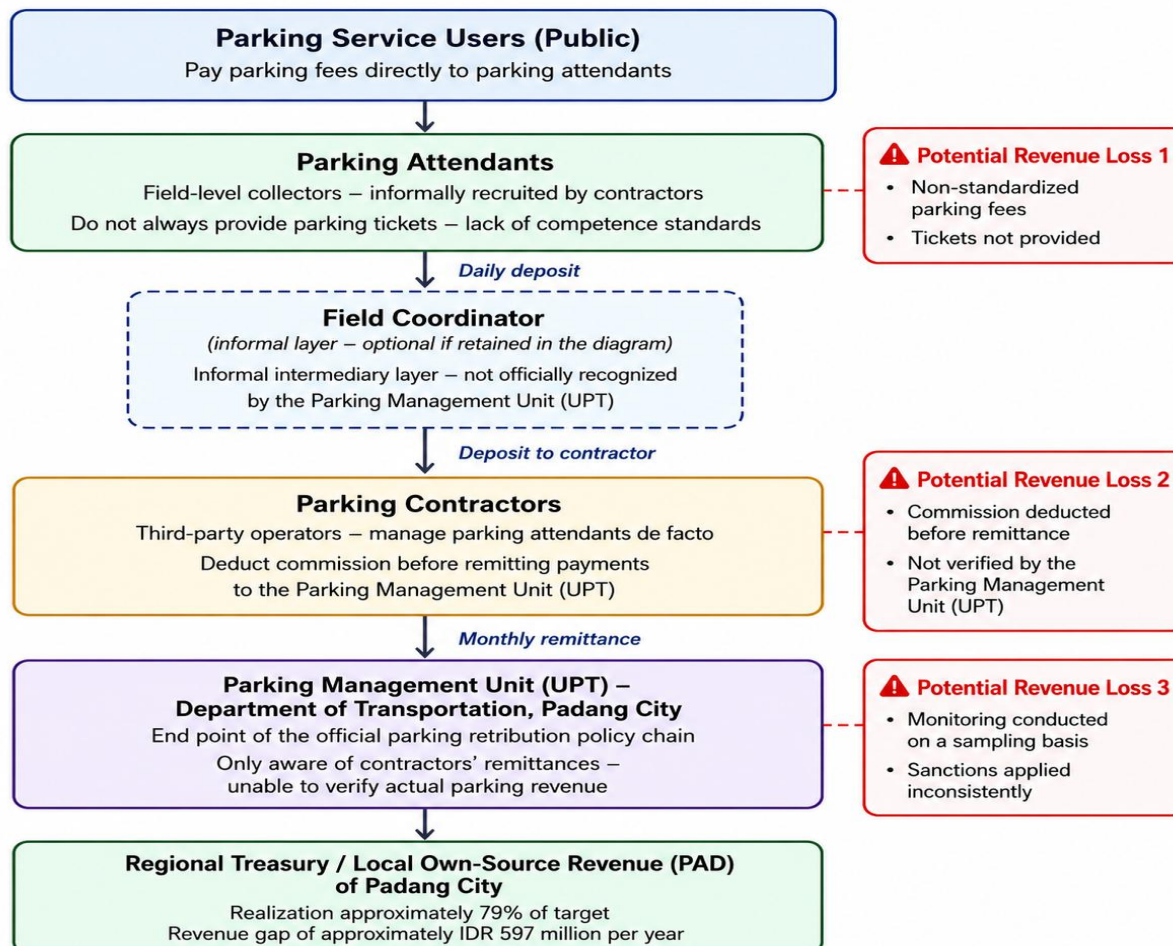 Parking Service Users (Public)
Pay parking fees directly to parking attendants
Parking Attendants
Field-level collectors – informally recruited by contractors
Do not always provide parking tickets – lack of competence standards
Potential Revenue Loss 1
• Non-standardized
parking fees
• Tickets not provided
Daily deposit
Field Coordinator
(informal layer – optional if retained in the diagram)
Informal intermediary layer – not officially recognized
by the Parking Management Unit (UPT)
Deposit to contractor
Parking Contractors
Third-party operators – manage parking attendants de facto
Deduct commission before remitting payments
to the Parking Management Unit (UPT)
Potential Revenue Loss 2
• Commission deducted
before remittance
• Not verified by the
Parking Management
Unit (UPT)
Monthly remittance
Parking Management Unit (UPT) –
Department of Transportation, Padang City
End point of the official parking retribution policy chain
Only aware of contractors' remittances –
unable to verify actual parking revenue
Potential Revenue Loss 3
• Monitoring conducted
on a sampling basis
• Sanctions applied
inconsistently
Regional Treasury / Local Own-Source Revenue (PAD)
of Padang City
Realization approximately 79% of target
Revenue gap of approximately IDR 597 million per year